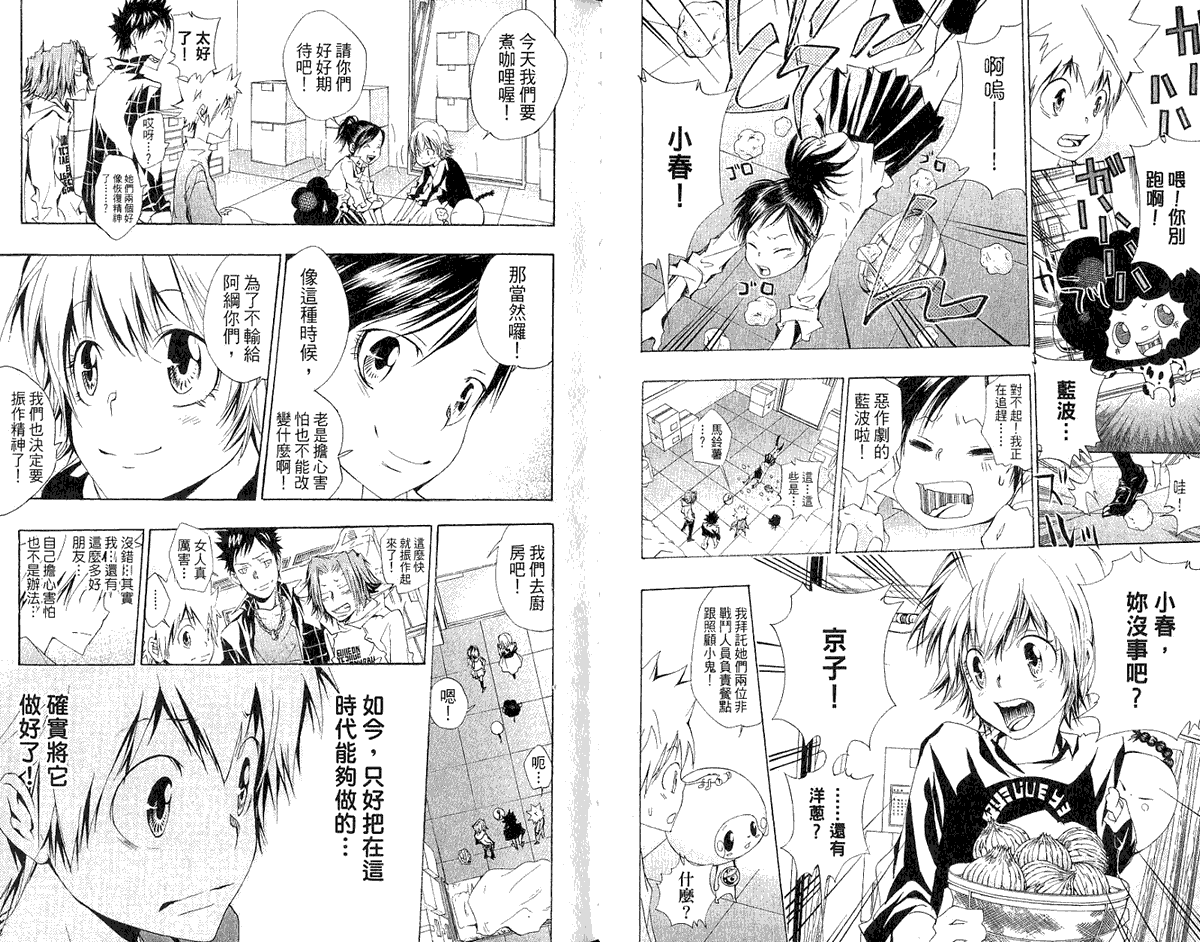 ガ
ガ
喂！你別
跑啊！
啊嗚
——！
小春！
ゴロ
ゴロ
ゴロ
藍波…
哇！
對不起！我正
在追趕……
惡作劇的
藍波啦！
這…這
些是…
馬鈴薯
…？
小春，
妳沒事吧？
京子！
……還有
洋蔥？
我拜託她們兩位非
戰鬥人員負責餐點
跟照顧小鬼！
什麼？
今天我們要
煮咖哩喔！
請你們
好好期
待吧！
太好
了！
哎呀…？
她們兩個好
像恢復精神
了……？
那當然囉！
像這種時候，
老是擔心害
怕也不能改
變什麼啊！
為了不輸給
阿綱你們，
我們也決定要
振作精神了！
我們去廚
房吧！
嗯！
呃…
這麼快
就振作起
來了！
女人真
厲害…
……
沒錯…其實
我…還有
這麼多好
朋友…
自己擔心害怕
也不是辦法？
如今，只好把在這
時代能夠做的…
確實將它
做好了！